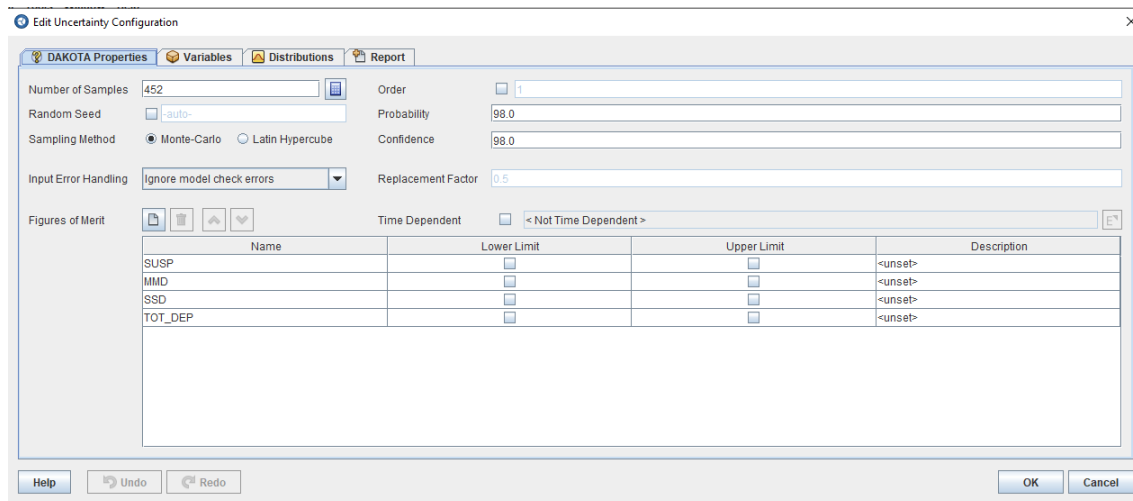 Edit Uncertainty Configuration
DAKOTA Properties Variables Distributions Report
Number of Samples 452 Order 1
Random Seed -auto- Probability 98.0
Sampling Method Monte-Carlo Latin Hypercube Confidence 98.0
Input Error Handling Ignore model check errors Replacement Factor 0.5
Figures of Merit Time Dependent < Not Time Dependent > E
Name Lower Limit Upper Limit Description
SUSP <unset>
MMD <unset>
SSD <unset>
TOT_DEP <unset>
Help Undo Redo OK Cancel